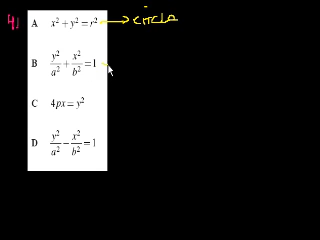 4)
A x² + y² = r² → circle
B y²/a² + x²/b² = 1
C 4px = y²
D y²/a² − x²/b² = 1